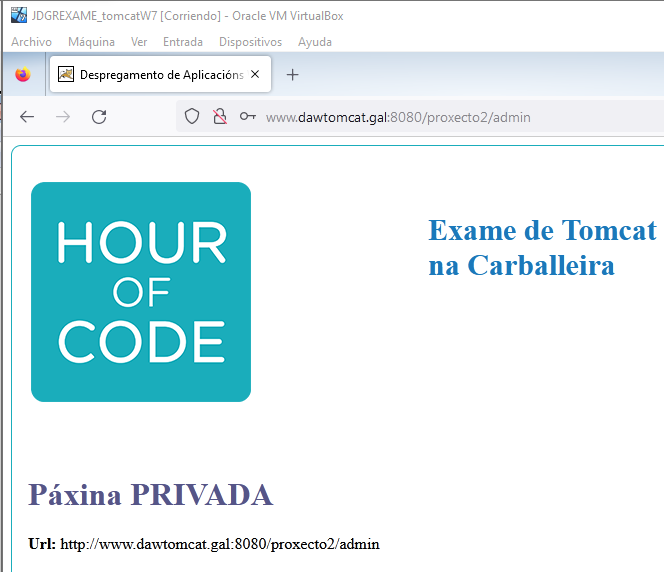 JDGREXAME_tomcatW7 [Corriendo] - Oracle VM VirtualBox
Archivo Máquina Ver Entrada Dispositivos Ayuda
Despregamento de Aplicacións
www.dawtomcat.gal:8080/proxecto2/admin
HOUR
OF
CODE
Exame de Tomcat
na Carballeira
Páxina PRIVADA
Url: http://www.dawtomcat.gal:8080/proxecto2/admin